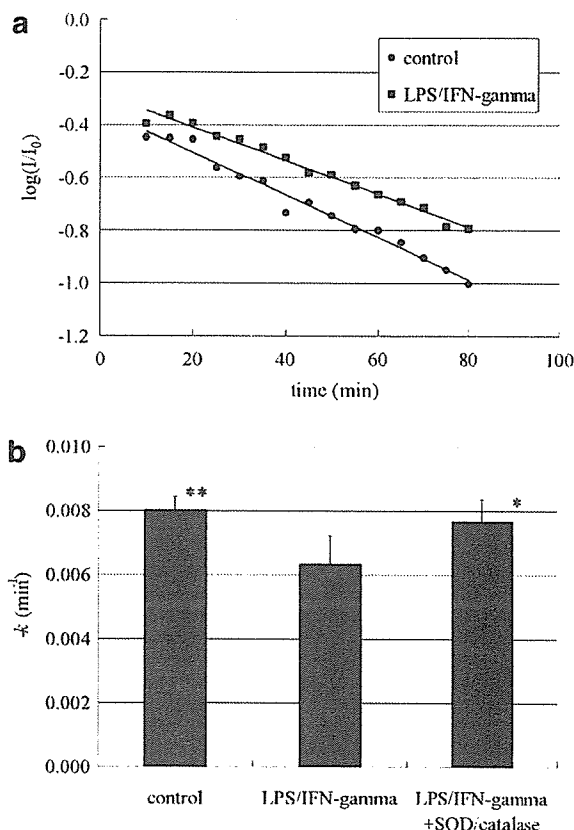 a
0.0
-0.2
-0.4
-0.6
-0.8
-1.0
-1.2
log(I/I0)
control
LPS/IFN-gamma
0
20
40
60
80
100
time (min)
b
0.010
0.008
0.006
0.004
0.002
0.000
-k (min-1)
**
*
control
LPS/IFN-gamma
LPS/IFN-gamma
+SOD/catalase